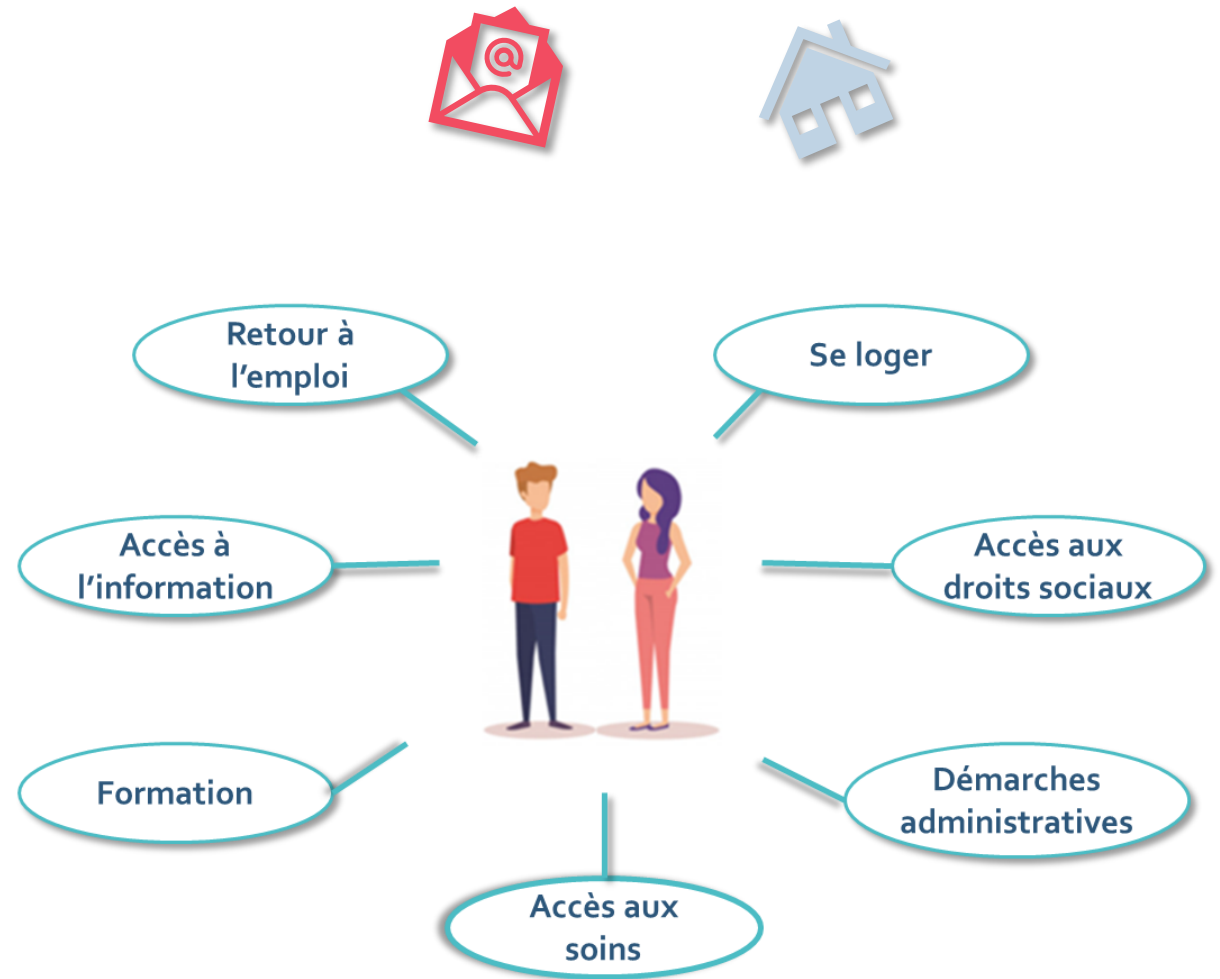 @
Retour à
l'emploi
Se loger
Accès à
l'information
Accès aux
droits sociaux
Formation
Démarches
administratives
Accès aux
soins